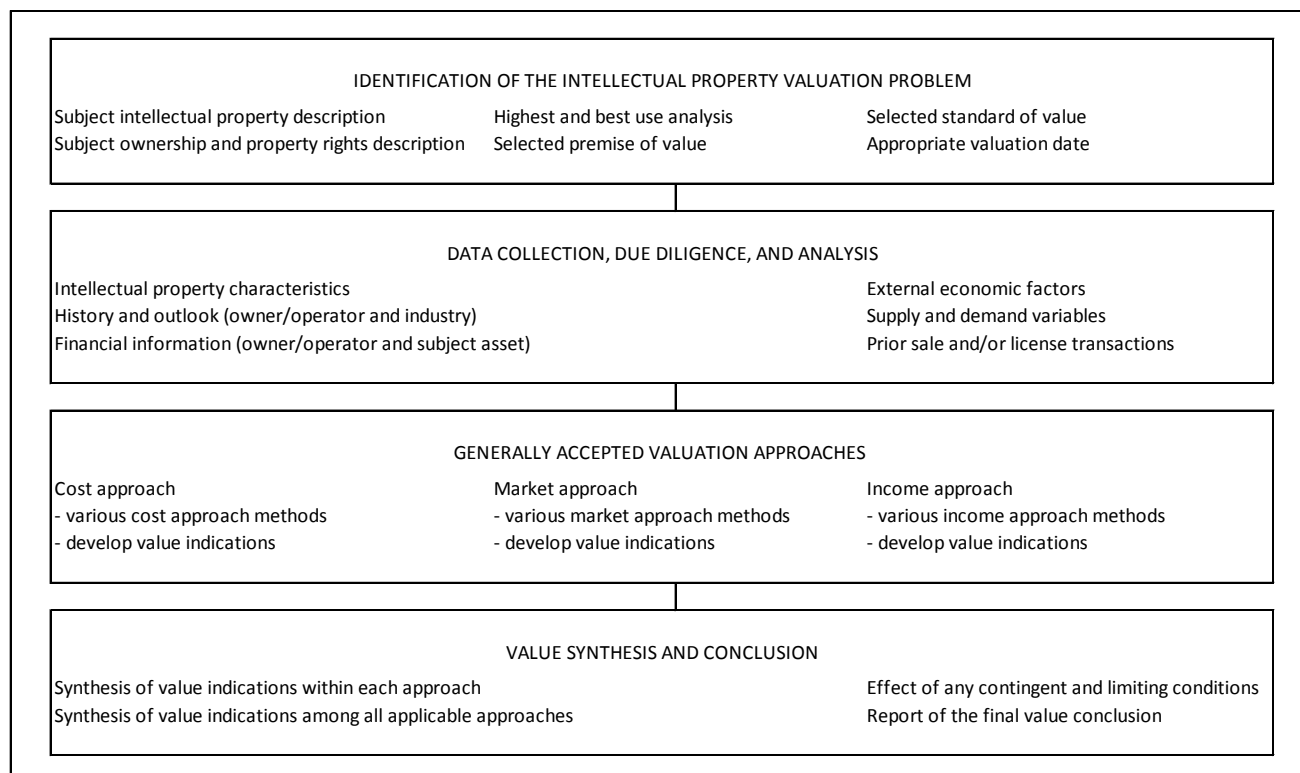 IDENTIFICATION OF THE INTELLECTUAL PROPERTY VALUATION PROBLEM
Subject intellectual property description Highest and best use analysis Selected standard of value
Subject ownership and property rights description Selected premise of value Appropriate valuation date
DATA COLLECTION, DUE DILIGENCE, AND ANALYSIS
Intellectual property characteristics External economic factors
History and outlook (owner/operator and industry) Supply and demand variables
Financial information (owner/operator and subject asset) Prior sale and/or license transactions
GENERALLY ACCEPTED VALUATION APPROACHES
Cost approach Market approach Income approach
- various cost approach methods - various market approach methods - various income approach methods
- develop value indications - develop value indications - develop value indications
VALUE SYNTHESIS AND CONCLUSION
Synthesis of value indications within each approach Effect of any contingent and limiting conditions
Synthesis of value indications among all applicable approaches Report of the final value conclusion